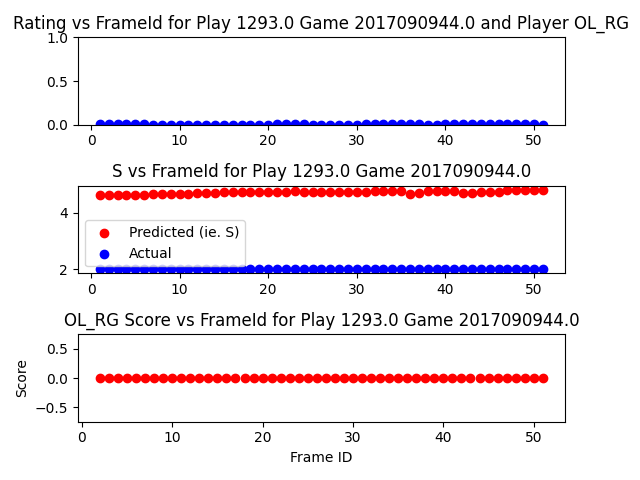 Rating vs FrameId for Play 1293.0 Game 2017090944.0 and Player OL_RG
1.0
0.5
0.0
0 10 20 30 40 50
S vs FrameId for Play 1293.0 Game 2017090944.0
4
Predicted (ie. S)
Actual
2
0 10 20 30 40 50
OL_RG Score vs FrameId for Play 1293.0 Game 2017090944.0
0.5
0.0
−0.5
Score
0 10 20 30 40 50
Frame ID